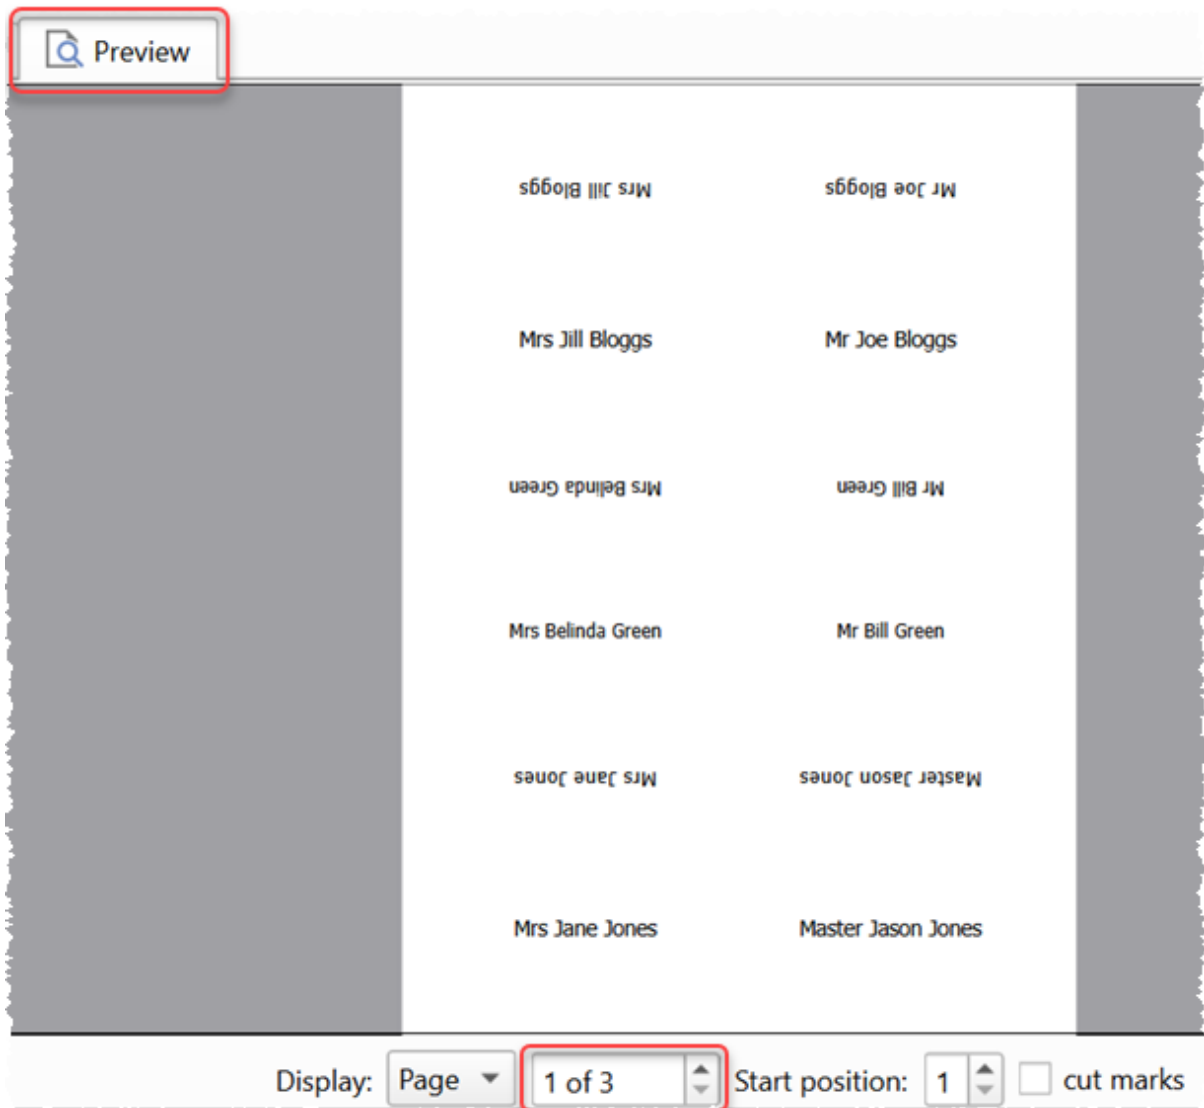 Preview
Mrs Jill Bloggs Mr Joe Bloggs
Mrs Jill Bloggs Mr Joe Bloggs
Mrs Belinda Green Mr Bill Green
Mrs Belinda Green Mr Bill Green
Mrs Jane Jones Master Jason Jones
Mrs Jane Jones Master Jason Jones
Display: Page 1 of 3 Start position: 1 cut marks